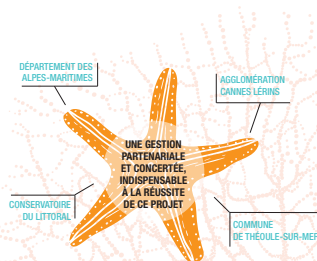 DÉPARTEMENT DES
ALPES-MARITIMES
AGGLOMÉRATION
CANNES LÉRINS
UNE GESTION
PARTENARIALE
ET CONCERTÉE,
INDISPENSABLE
À LA RÉUSSITE
DE CE PROJET
CONSERVATOIRE
DU LITTORAL
COMMUNE
DE THÉOULE-SUR-MER